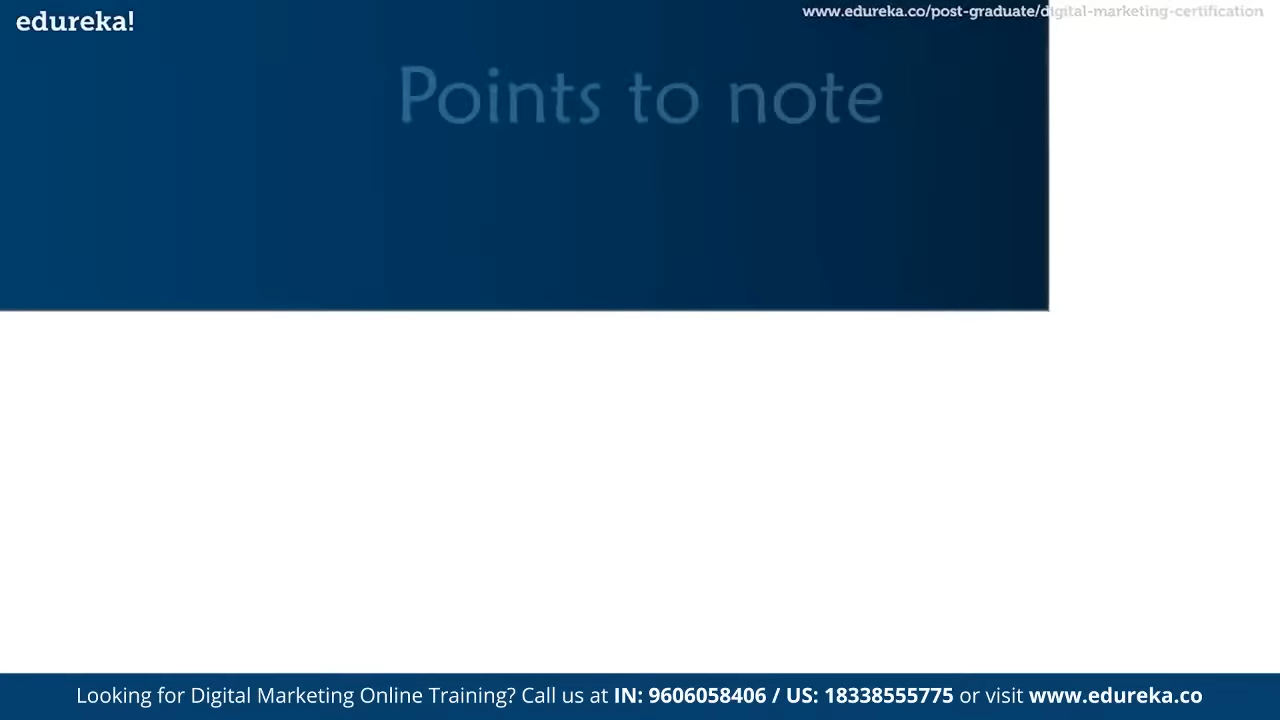 edureka!
www.edureka.co/post-graduate/digital-marketing-certification
Points to note
Looking for Digital Marketing Online Training? Call us at IN: 9606058406 / US: 18338555775 or visit www.edureka.co